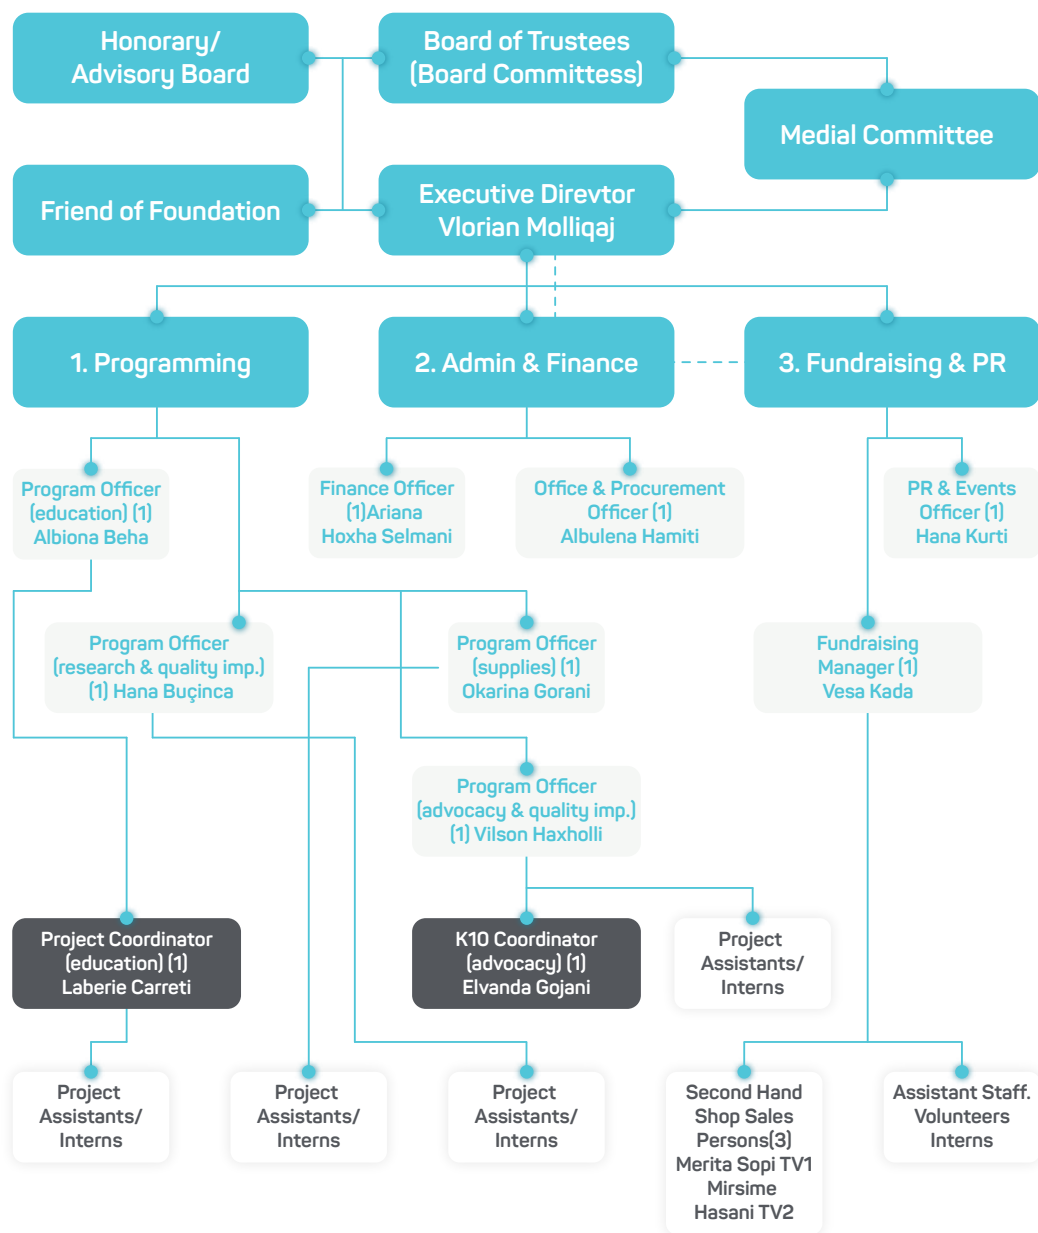 Honorary/
Advisory Board
Board of Trustees
(Board Committess)
Medial Committee
Friend of Foundation
Executive Direvtor
Vlorian Molliqaj
1. Programming
2. Admin & Finance
3. Fundraising & PR
Program Officer
(education) (1)
Albiona Beha
Finance Officer
(1)Ariana
Hoxha Selmani
Office & Procurement
Officer (1)
Albulena Hamiti
PR & Events
Officer (1)
Hana Kurti
Program Officer
(research & quality imp.)
(1) Hana Buçinca
Program Officer
(supplies) (1)
Okarina Gorani
Fundraising
Manager (1)
Vesa Kada
Program Officer
(advocacy & quality imp.)
(1) Vilson Haxholli
Project Coordinator
(education) (1)
Laberie Carreti
K10 Coordinator
(advocacy) (1)
Elvanda Gojani
Project
Assistants/
Interns
Project
Assistants/
Interns
Project
Assistants/
Interns
Project
Assistants/
Interns
Second Hand
Shop Sales
Persons(3)
Merita Sopi TV1
Mirsime
Hasani TV2
Assistant Staff.
Volunteers
Interns